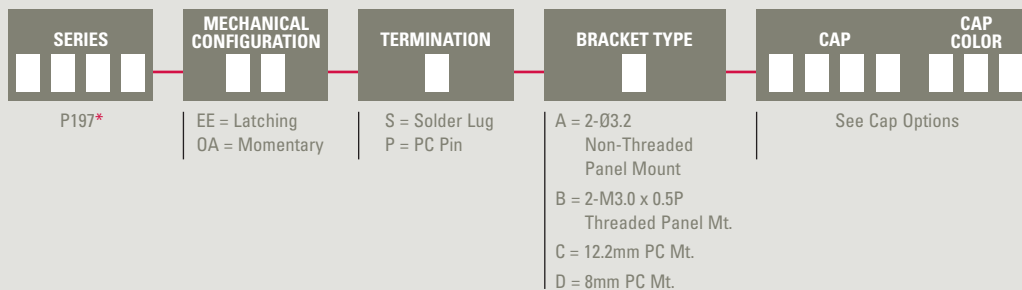 SERIES
MECHANICAL
CONFIGURATION
TERMINATION
BRACKET TYPE
CAP
CAP
COLOR
P197*
EE = Latching
OA = Momentary
S = Solder Lug
P = PC Pin
A = 2-Ø3.2
Non-Threaded
Panel Mount
B = 2-M3.0 x 0.5P
Threaded Panel Mt.
C = 12.2mm PC Mt.
D = 8mm PC Mt.
See Cap Options